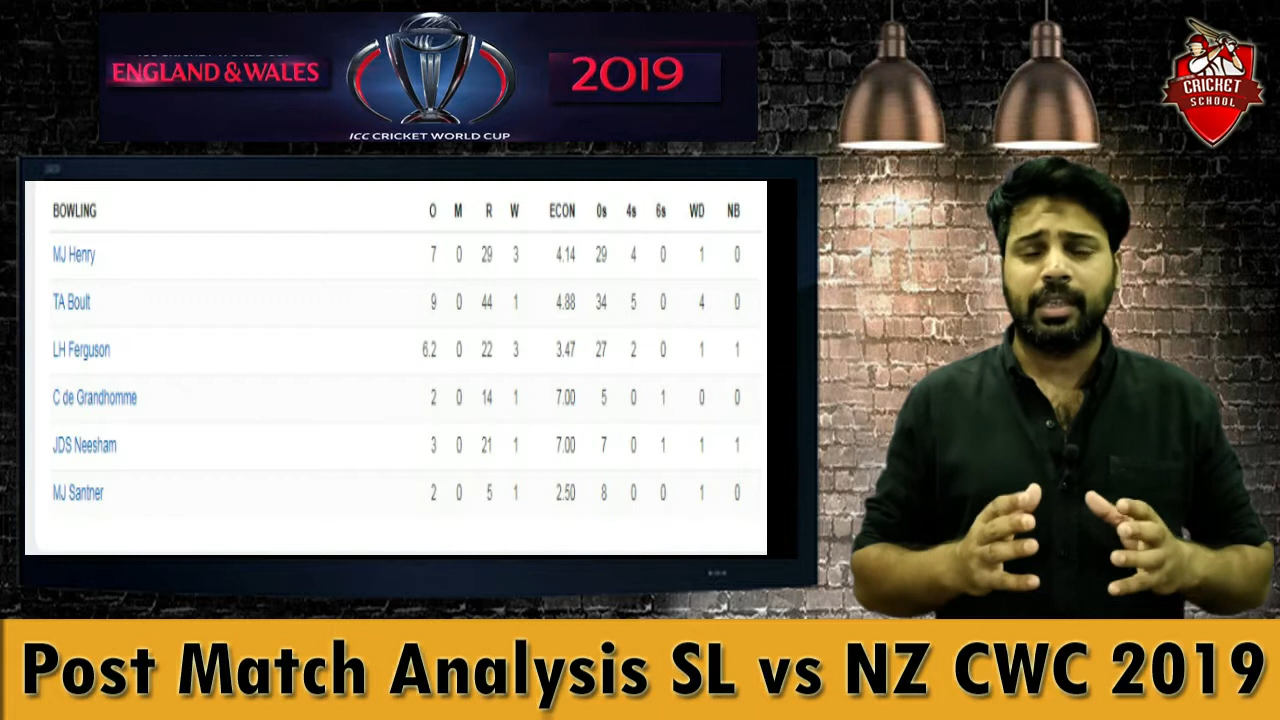 ENGLAND & WALES
2019
ICC CRICKET WORLD CUP
CRICKET
SCHOOL
BOWLING O M R W ECON 0s 4s 6s WD NB
MJ Henry 7 0 29 3 4.14 29 4 0 1 0
TA Boult 9 0 44 1 4.88 34 5 0 4 0
LH Ferguson 6.2 0 22 3 3.47 27 2 0 1 1
C de Grandhomme 2 0 14 1 7.00 5 0 1 0 0
JDS Neesham 3 0 21 1 7.00 7 0 1 1 1
MJ Santner 2 0 5 1 2.50 8 0 0 1 0
Post Match Analysis SL vs NZ CWC 2019